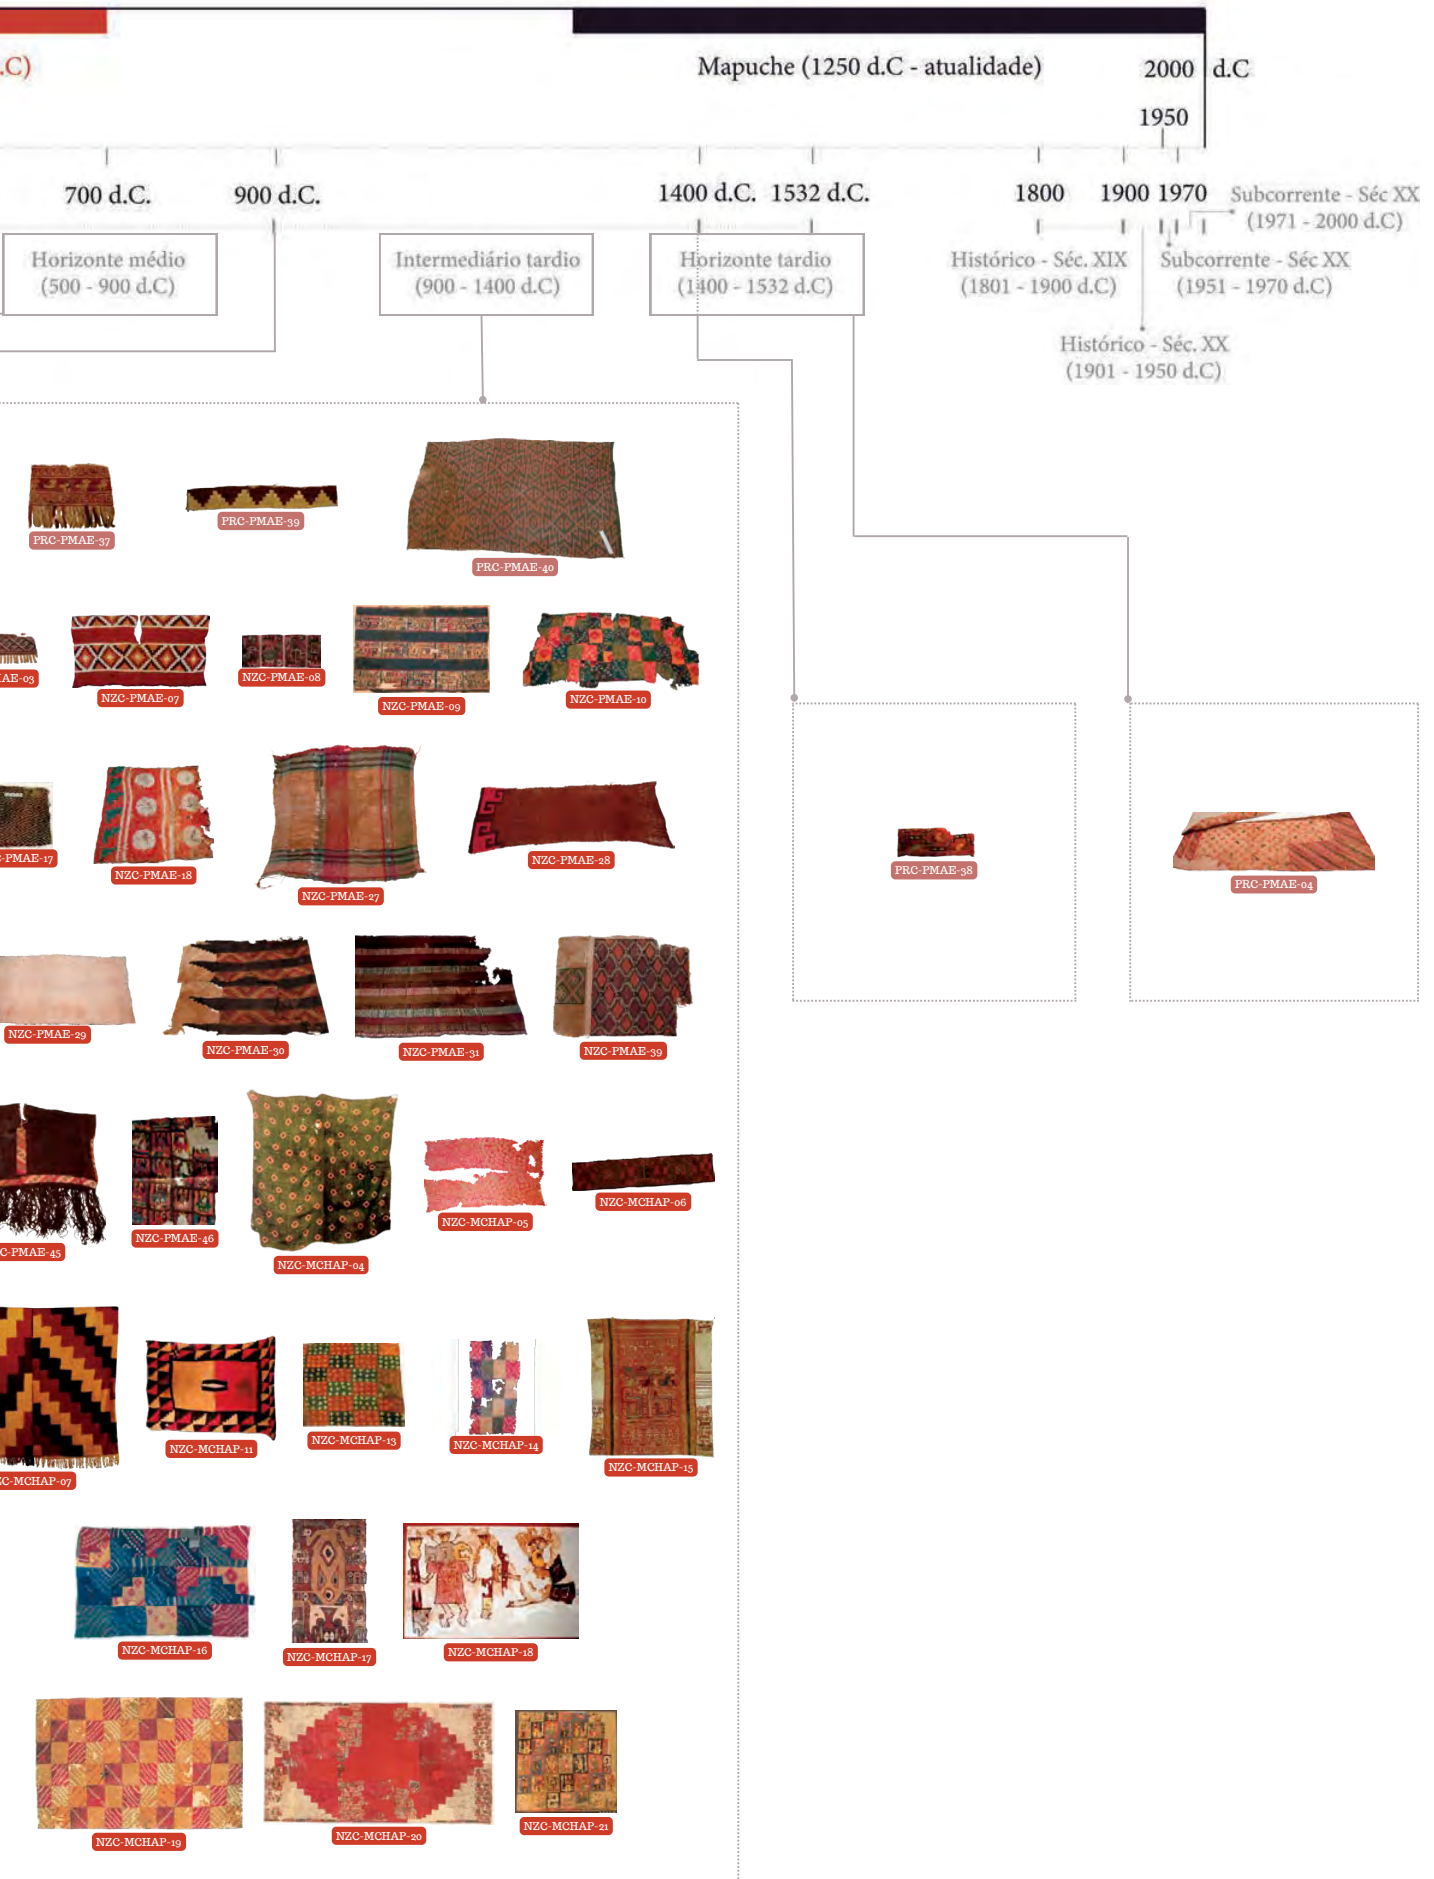 .C)
Mapuche (1250 d.C - atualidade)
2000 d.C
1950
700 d.C.
900 d.C.
1400 d.C.
1532 d.C.
1800
1900
1970
Subcorrente - Séc XX
(1971 - 2000 d.C)
Horizonte médio
(500 - 900 d.C)
Intermediário tardio
(900 - 1400 d.C)
Horizonte tardio
(1400 - 1532 d.C)
Histórico - Séc. XIX
(1801 - 1900 d.C)
Subcorrente - Séc XX
(1951 - 1970 d.C)
Histórico - Séc. XX
(1901 - 1950 d.C)
PRC-PMAE-37
PRC-PMAE-39
PRC-PMAE-40
AE-03
NZC-PMAE-07
NZC-PMAE-08
NZC-PMAE-09
NZC-PMAE-10
-PMAE-17
NZC-PMAE-18
NZC-PMAE-27
NZC-PMAE-28
PRC-PMAE-38
PRC-PMAE-04
NZC-PMAE-29
NZC-PMAE-30
NZC-PMAE-31
NZC-PMAE-39
C-PMAE-45
NZC-PMAE-46
NZC-MCHAP-04
NZC-MCHAP-05
NZC-MCHAP-06
ZC-MCHAP-07
NZC-MCHAP-11
NZC-MCHAP-13
NZC-MCHAP-14
NZC-MCHAP-15
NZC-MCHAP-16
NZC-MCHAP-17
NZC-MCHAP-18
NZC-MCHAP-19
NZC-MCHAP-20
NZC-MCHAP-21